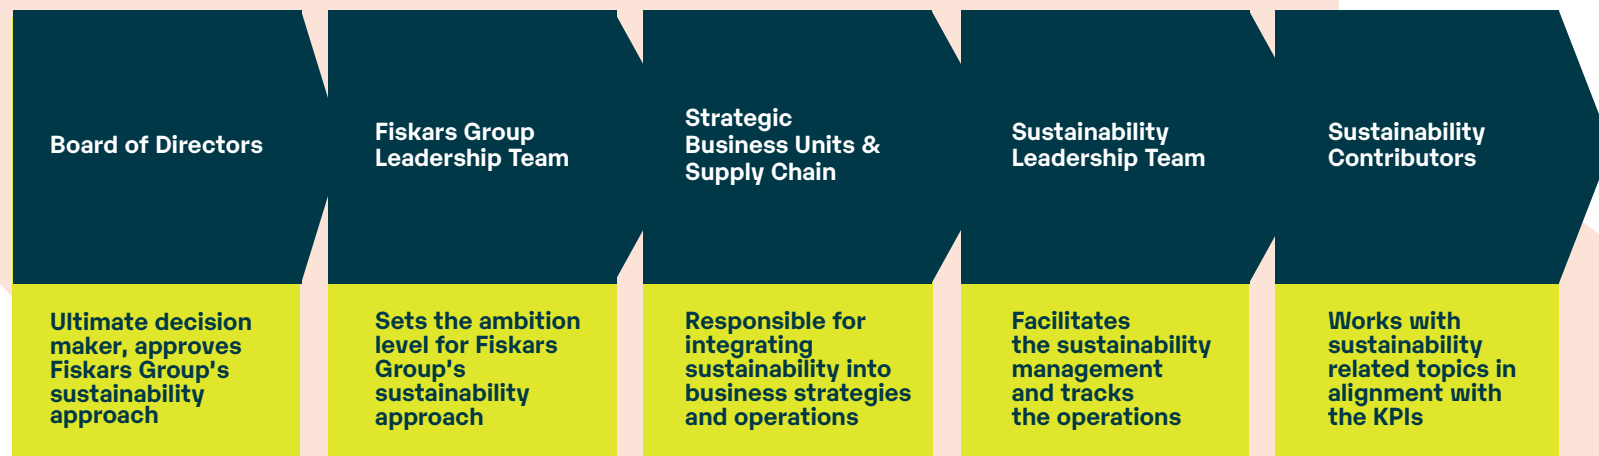 Board of Directors
Fiskars Group
Leadership Team
Strategic
Business Units &
Supply Chain
Sustainability
Leadership Team
Sustainability
Contributors
Ultimate decision
maker, approves
Fiskars Group's
sustainability
approach
Sets the ambition
level for Fiskars
Group's
sustainability
approach
Responsible for
integrating
sustainability into
business strategies
and operations
Facilitates
the sustainability
management
and tracks
the operations
Works with
sustainability
related topics in
alignment with
the KPIs